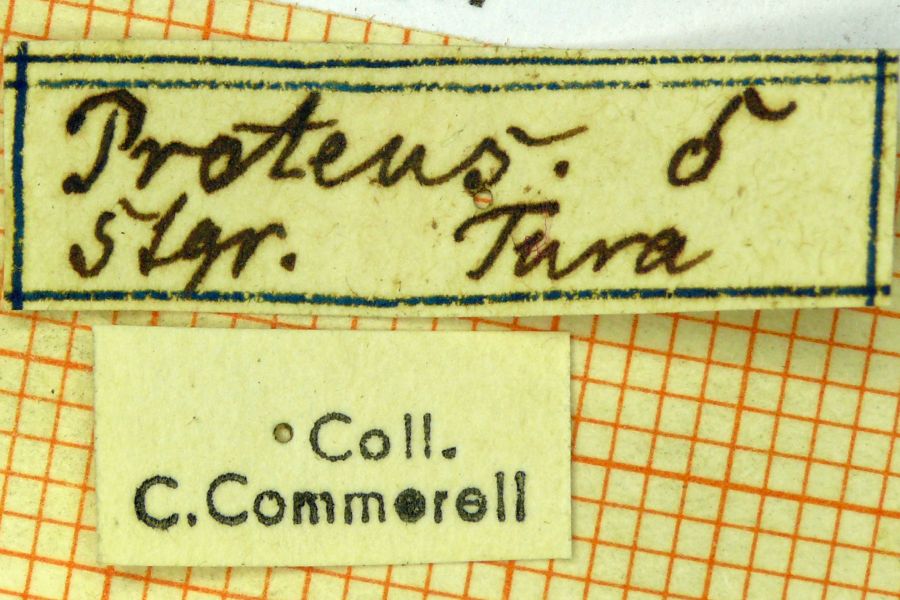 Proteus. ♂
Stgr. Tura
Coll.
C. Commerell